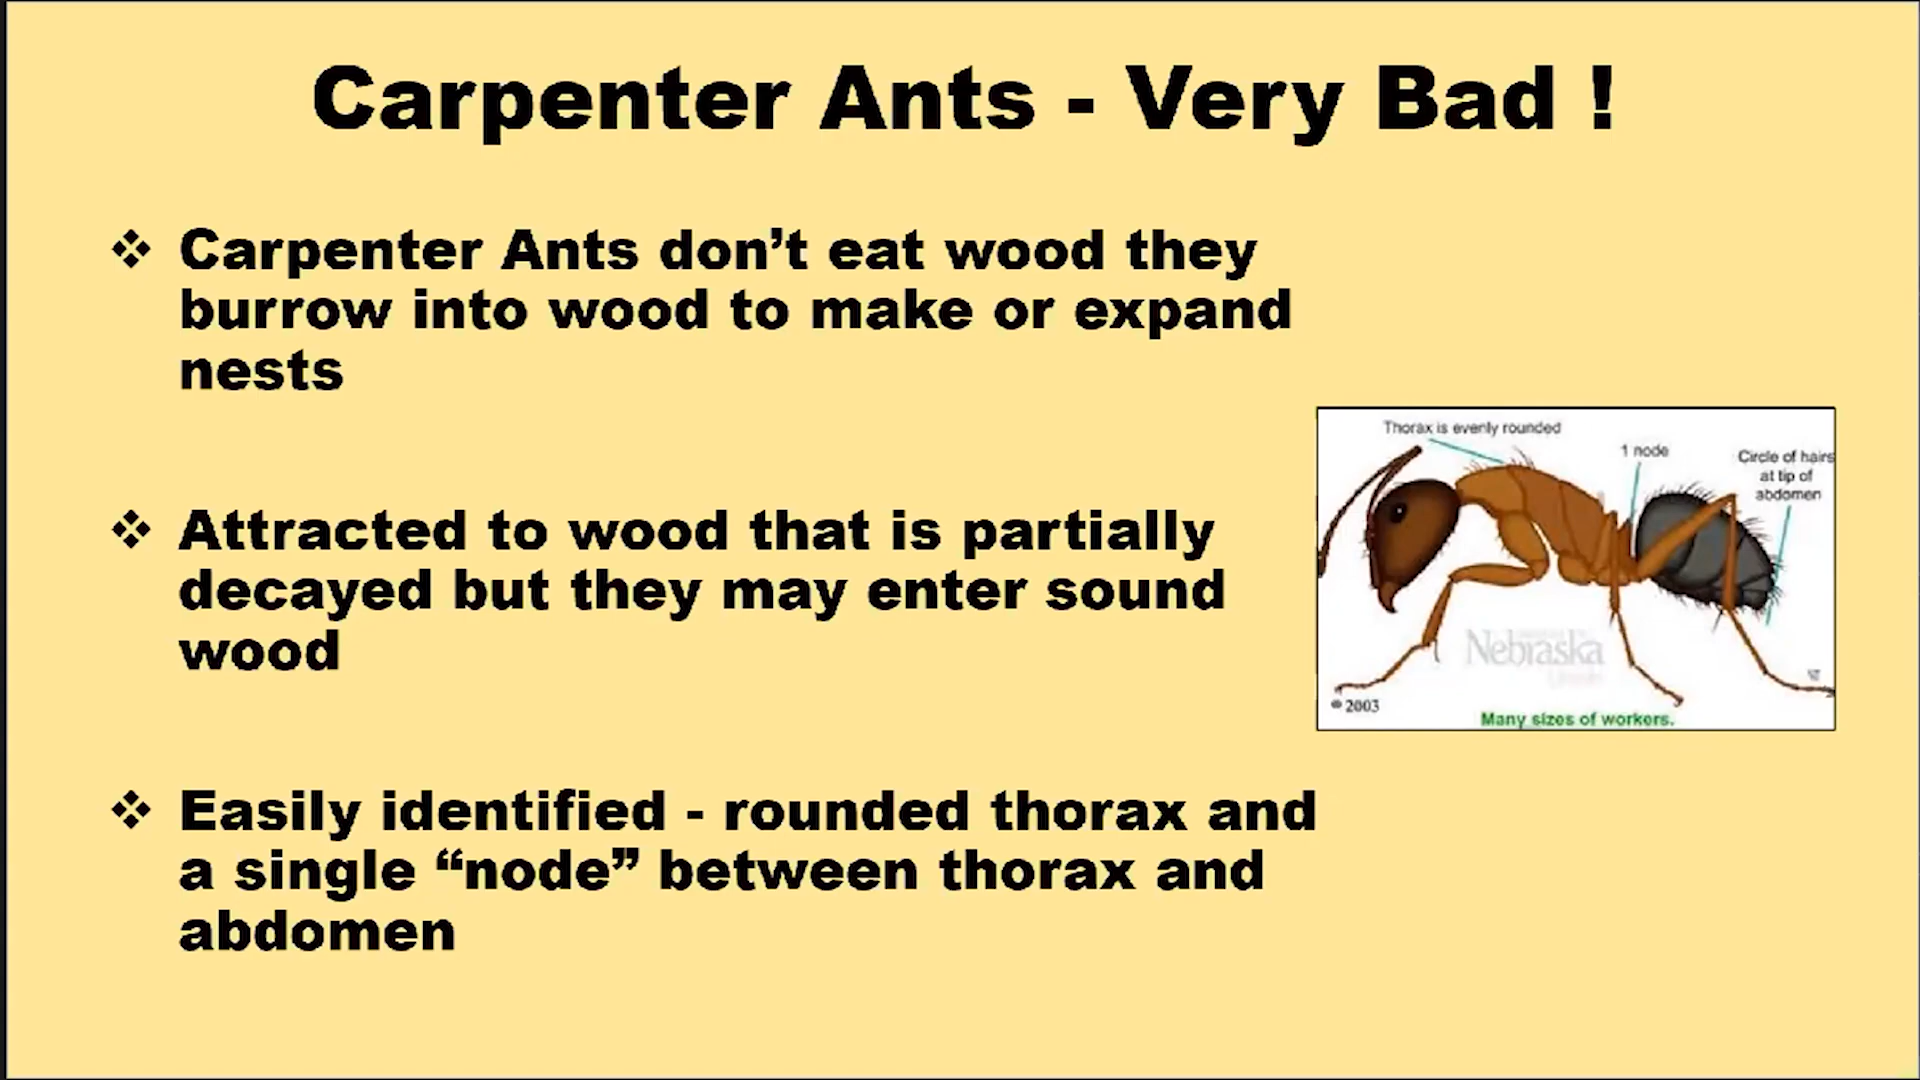 Carpenter Ants - Very Bad !
❖ Carpenter Ants don’t eat wood they
burrow into wood to make or expand
nests
❖ Attracted to wood that is partially
decayed but they may enter sound
wood
❖ Easily identified - rounded thorax and
a single “node” between thorax and
abdomen
Thorax is evenly rounded
1 node
Circle of hairs
at tip of
abdomen
Nebraska
© 2003
Many sizes of workers.